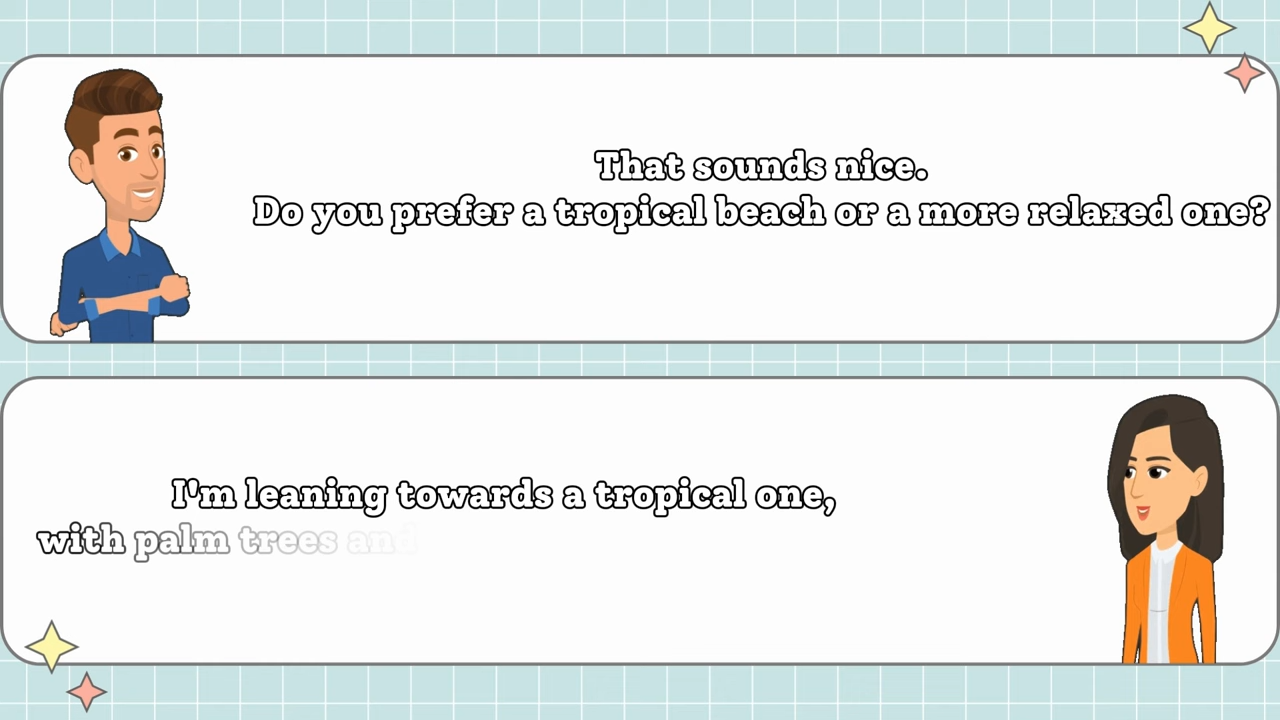 That sounds nice.
Do you prefer a tropical beach or a more relaxed one?
I'm leaning towards a tropical one,
with palm trees and